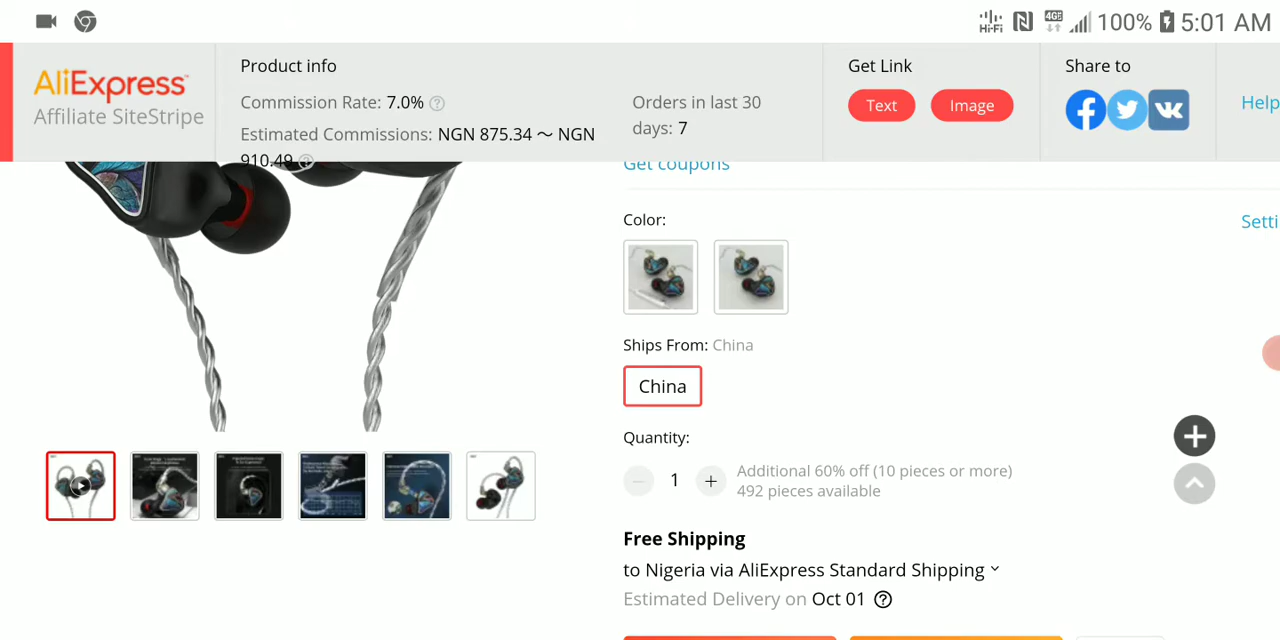 100% 5:01 AM
AliExpress
Affiliate SiteStripe
Product info
Commission Rate: 7.0%
Estimated Commissions: NGN 875.34 ～ NGN
910.49
Orders in last 30
days: 7
Get Link
Text Image
Share to
Help
Get coupons
Setti
Color:
Ships From: China
China
Quantity:
1
Additional 60% off (10 pieces or more)
492 pieces available
Free Shipping
to Nigeria via AliExpress Standard Shipping
Estimated Delivery on Oct 01